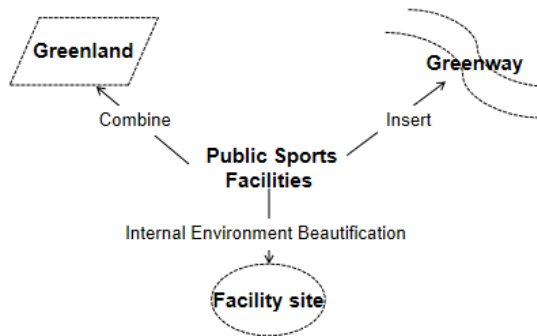 Greenland
Greenway
Combine
Insert
Public Sports
Facilities
Internal Environment Beautification
Facility site